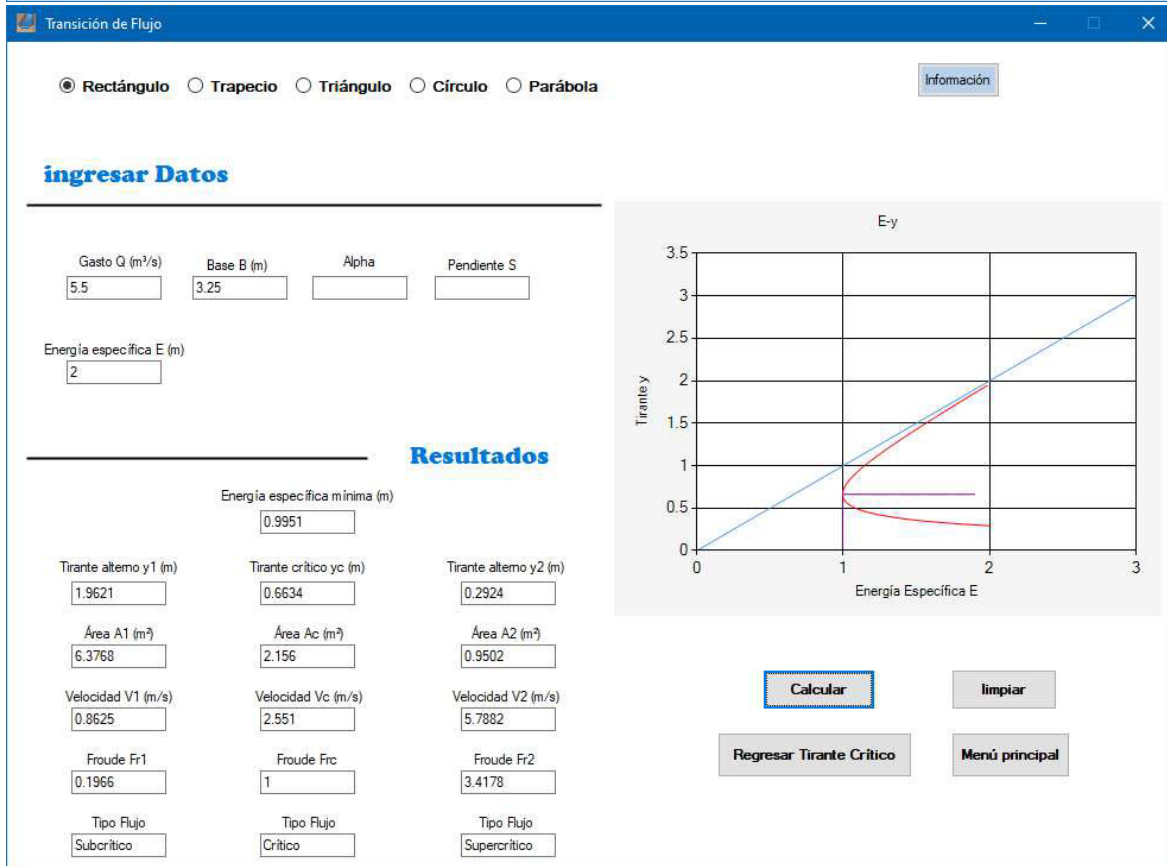 Transición de Flujo
Rectángulo Trapecio Triángulo Círculo Parábola
Información
ingresar Datos
Gasto Q (m³/s) Base B (m) Alpha Pendiente S
5.5 3.25
Energía específica E (m)
2
Resultados
Energía específica mínima (m)
0.9951
Tirante alterno y1 (m) Tirante crítico yc (m) Tirante alterno y2 (m)
1.9621 0.6634 0.2924
Área A1 (m²) Área Ac (m²) Área A2 (m²)
6.3768 2.156 0.9502
Velocidad V1 (m/s) Velocidad Vc (m/s) Velocidad V2 (m/s)
0.8625 2.551 5.7882
Froude Fr1 Froude Frc Froude Fr2
0.1966 1 3.4178
Tipo Flujo Tipo Flujo Tipo Flujo
Subcrítico Crítico Supercrítico
E-y
3.5
3
2.5
2
1.5
1
0.5
0
Tirante y
0 1 2 3
Energía Específica E
Calcular limpiar
Regresar Tirante Crítico Menú principal